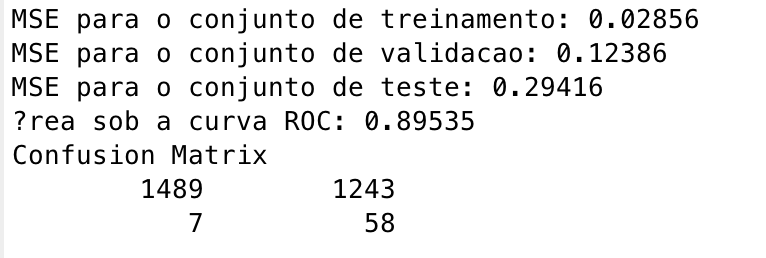 MSE para o conjunto de treinamento: 0.02856
MSE para o conjunto de validacao: 0.12386
MSE para o conjunto de teste: 0.29416
?rea sob a curva ROC: 0.89535
Confusion Matrix
1489 1243
7 58